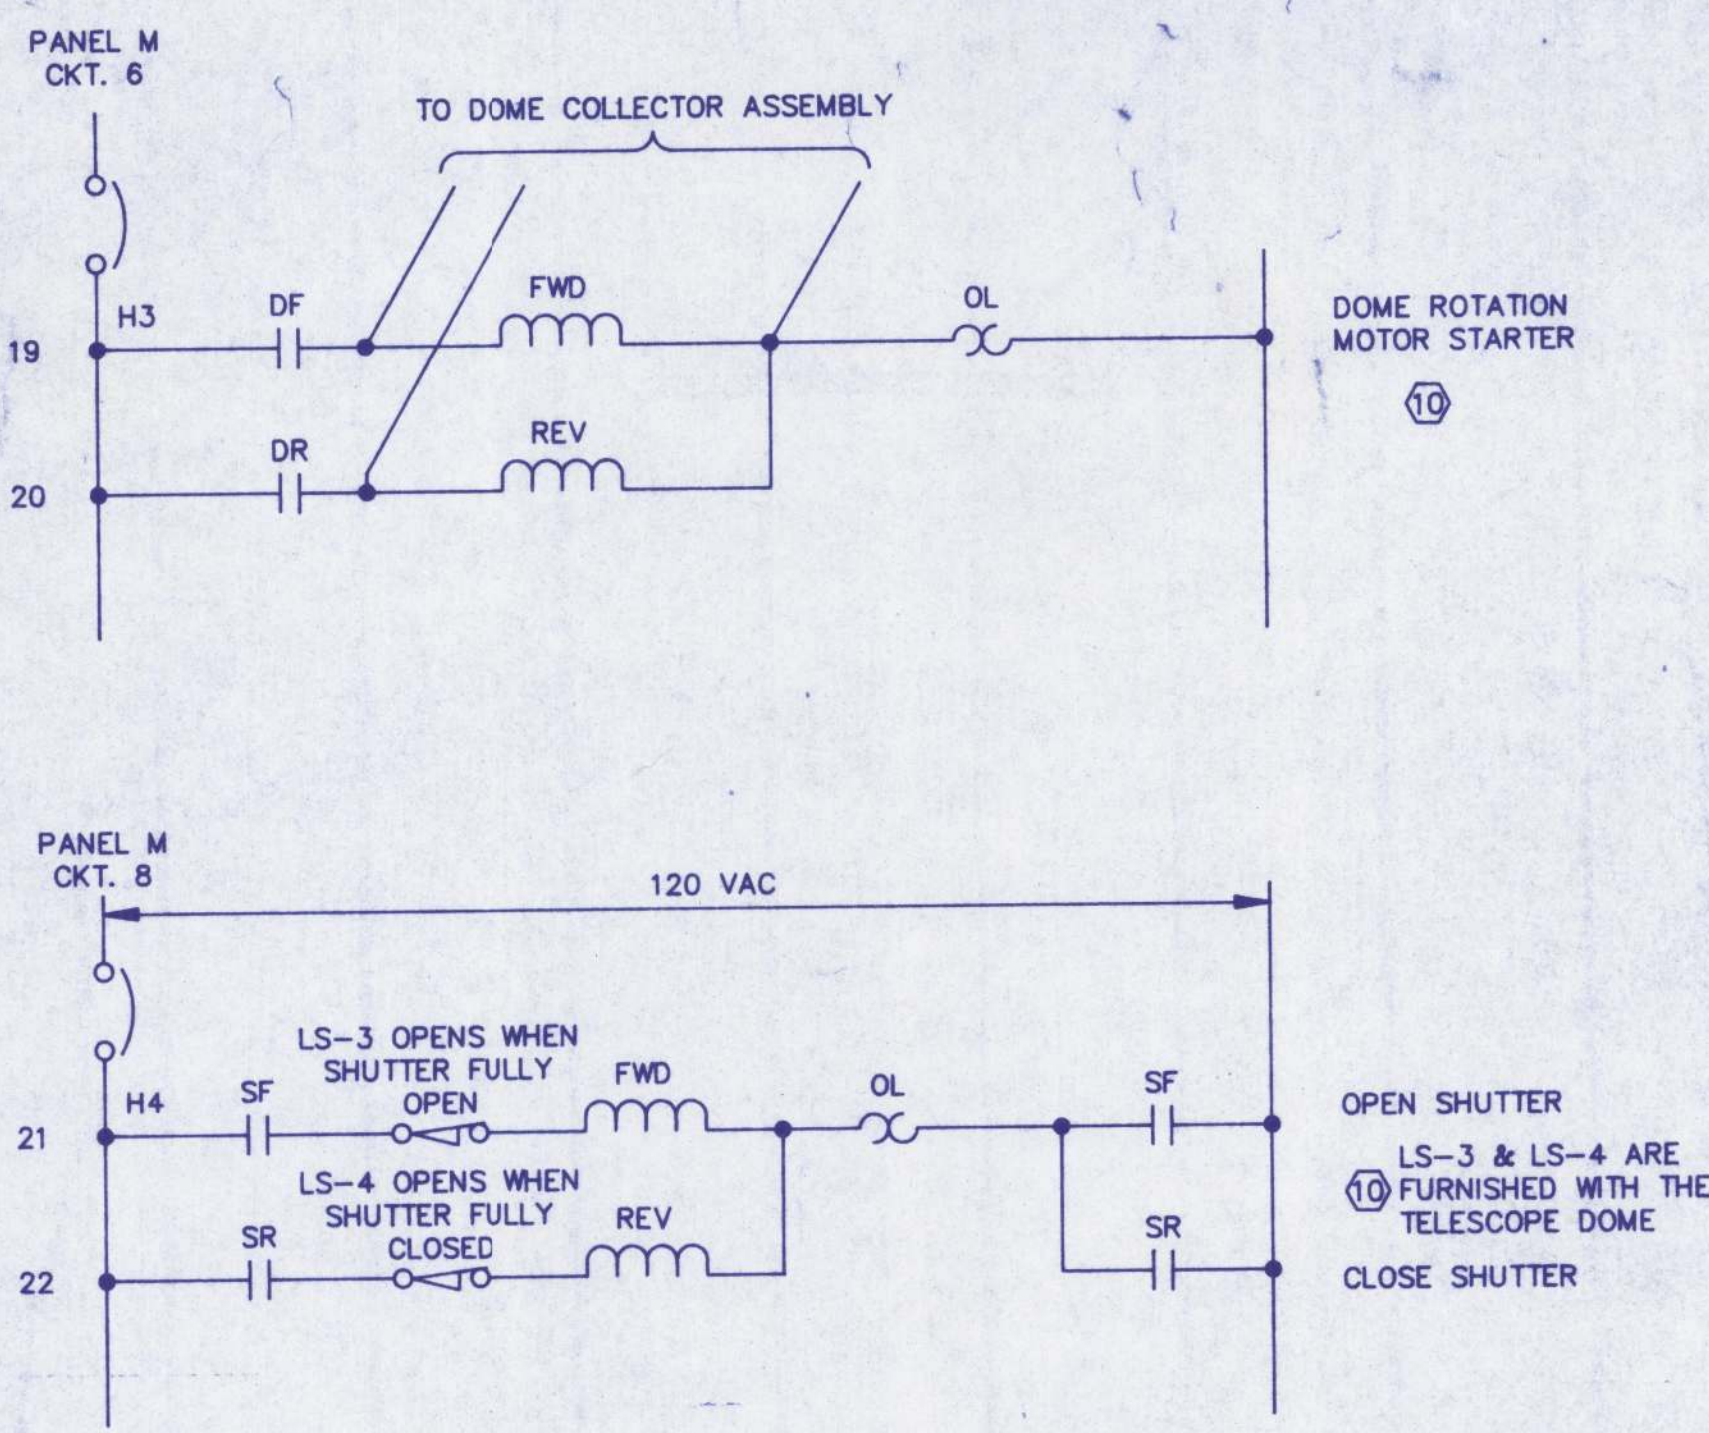 PANEL M
CKT. 6
TO DOME COLLECTOR ASSEMBLY
H3
DF
FWD
OL
19
DOME ROTATION
MOTOR STARTER
10
DR
REV
20
PANEL M
CKT. 8
120 VAC
LS-3 OPENS WHEN
SHUTTER FULLY
OPEN
H4
SF
FWD
OL
SF
21
OPEN SHUTTER
LS-3 & LS-4 ARE
10 FURNISHED WITH THE
TELESCOPE DOME
LS-4 OPENS WHEN
SHUTTER FULLY
CLOSED
SR
REV
SR
22
CLOSE SHUTTER